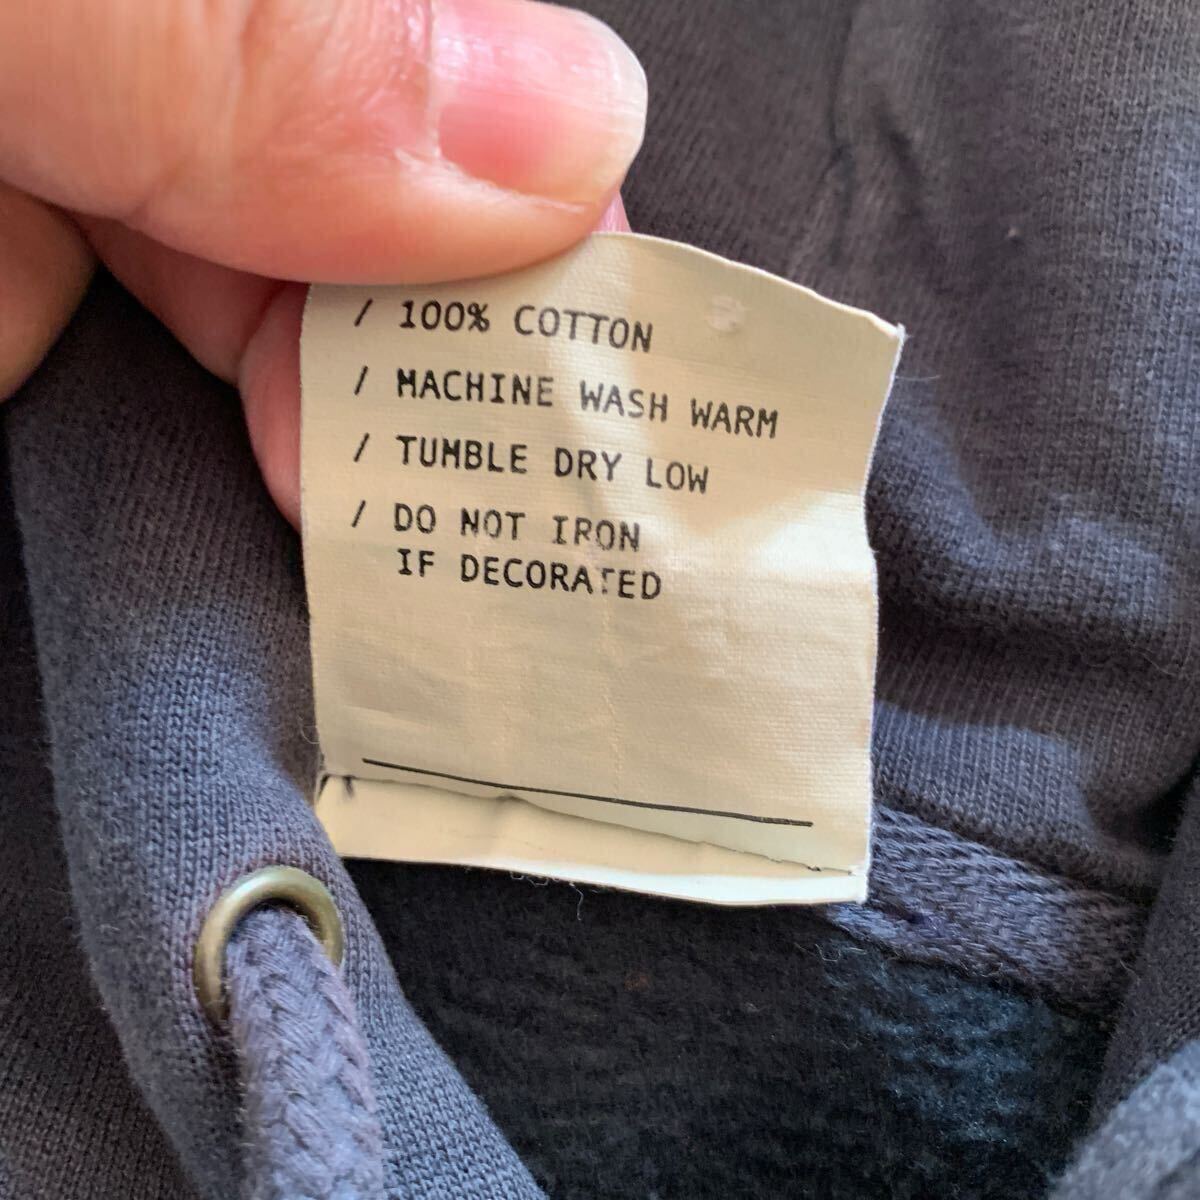 / 100% COTTON
/ MACHINE WASH WARM
/ TUMBLE DRY LOW
/ DO NOT IRON
IF DECORATED